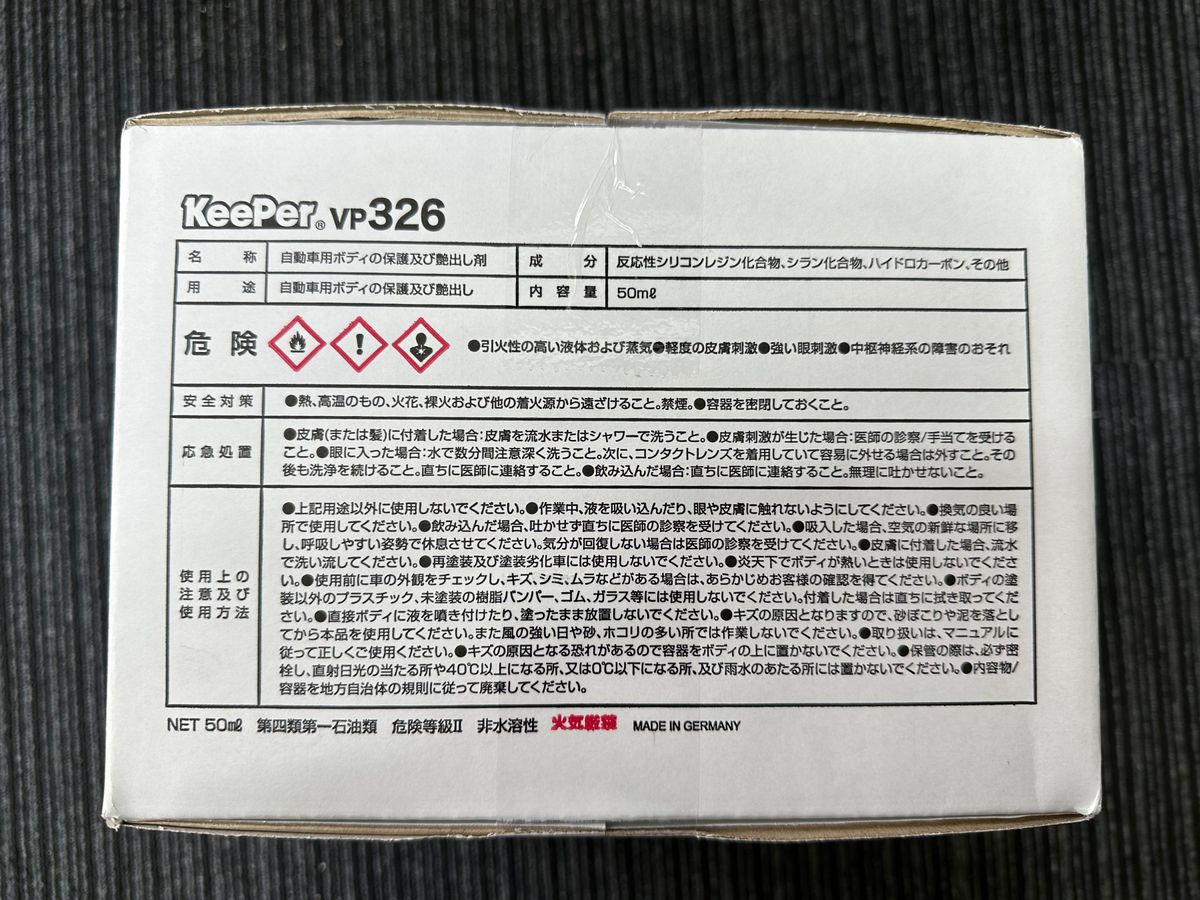 KeePer® VP326
名称 自動車用ボディの保護及び艶出し剤 成分 反応性シリコンレジン化合物、シラン化合物、ハイドロカーボン、その他
用途 自動車用ボディの保護及び艶出し 内容量 50mℓ
危険 ●引火性の高い液体および蒸気●軽度の皮膚刺激●強い眼刺激●中枢神経系の障害のおそれ
安全対策 ●熱、高温のもの、火花、裸火および他の着火源から遠ざけること。禁煙。●容器を密閉しておくこと。
応急処置
●皮膚(または髪)に付着した場合:皮膚を流水またはシャワーで洗うこと。●皮膚刺激が生じた場合:医師の診察/手当てを受ける
こと。●眼に入った場合:水で数分間注意深く洗うこと。次に、コンタクトレンズを着用していて容易に外せる場合は外すこと。その
後も洗浄を続けること。直ちに医師に連絡すること。●飲み込んだ場合:直ちに医師に連絡すること。無理に吐かせないこと。
使用上の
注意及び
使用方法
●上記用途以外に使用しないでください。●作業中、液を吸い込んだり、眼や皮膚に触れないようにしてください。●換気の良い場
所で使用してください。●飲み込んだ場合、吐かせず直ちに医師の診察を受けてください。●吸入した場合、空気の新鮮な場所に移
し、呼吸しやすい姿勢で休息させてください。気分が回復しない場合は医師の診察を受けてください。●皮膚に付着した場合、流水
で洗い流してください。●再塗装及び塗装劣化車には使用しないでください。●炎天下でボディが熱いときは使用しないでくださ
い。●使用前に車の外観をチェックし、キズ、シミ、ムラなどがある場合は、あらかじめお客様の確認を得てください。●ボディの塗
装以外のプラスチック、未塗装の樹脂バンパー、ゴム、ガラス等には使用しないでください。付着した場合は直ちに拭き取ってくだ
さい。●直接ボディに液を噴き付けたり、塗ったまま放置しないでください。●キズの原因となりますので、砂ぼこりや泥を落とし
てから本品を使用してください。また風の強い日や砂、ホコリの多い所では作業しないでください。●取り扱いは、マニュアルに
従って正しくご使用ください。●キズの原因となる恐れがあるので容器をボディの上に置かないでください。●保管の際は、必ず密
栓し、直射日光の当たる所や40℃以上になる所、又は0℃以下になる所、及び雨水のあたる所には置かないでください。●内容物/
容器を地方自治体の規則に従って廃棄してください。
NET 50mℓ 第四類第一石油類 危険等級Ⅱ 非水溶性 火気厳禁 MADE IN GERMANY